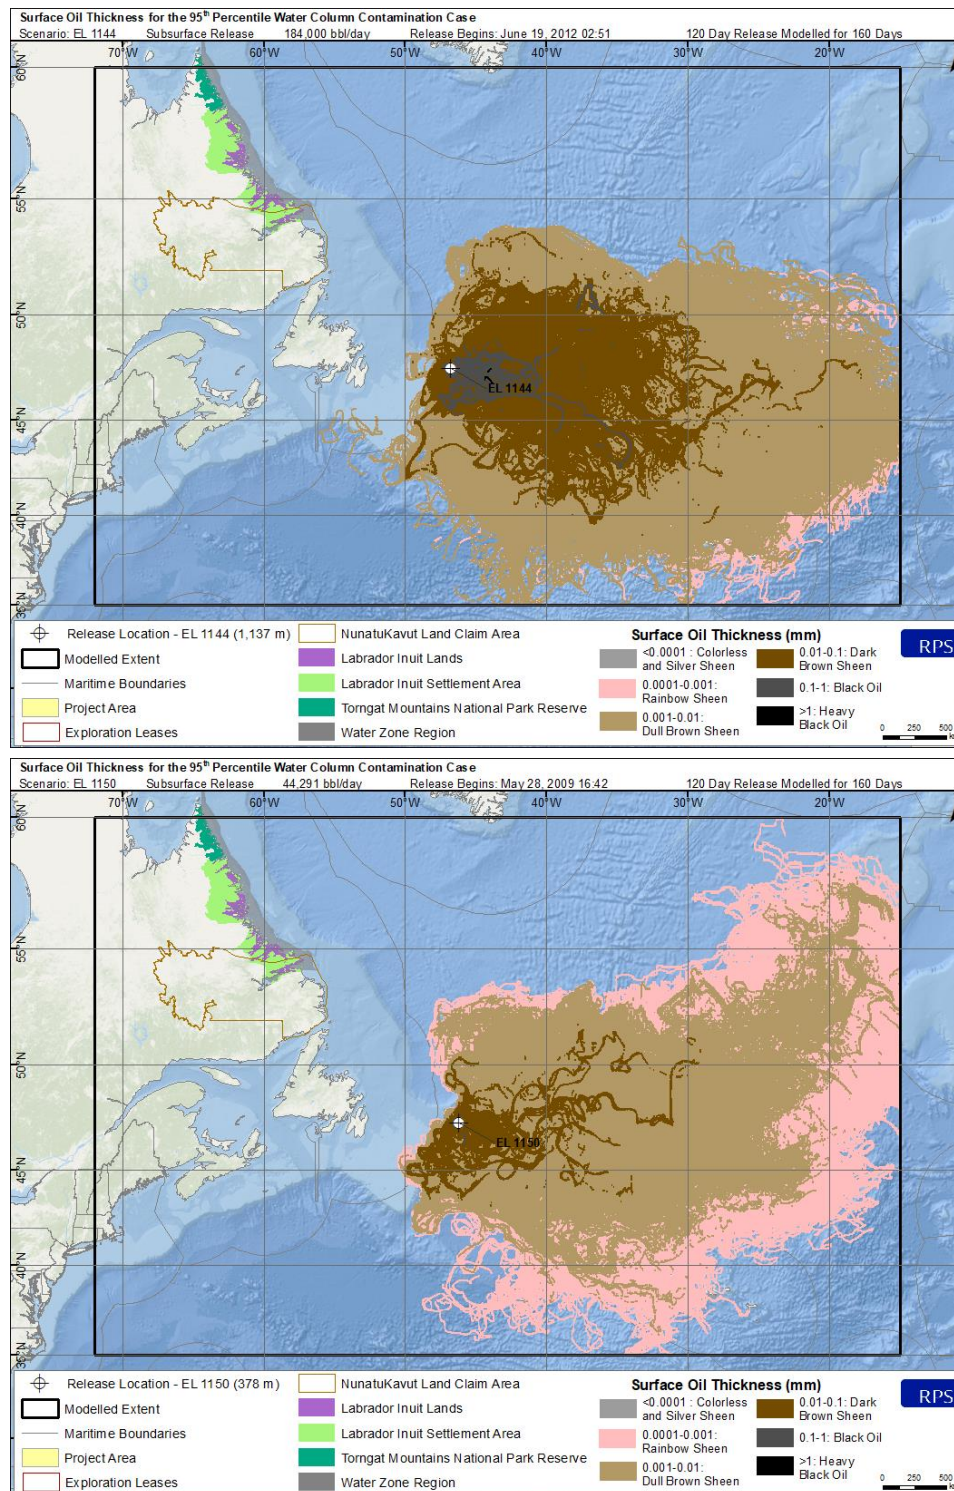 Surface Oil Thickness for the 95th Percentile Water Column Contamination Case
Scenario: EL 1144 Subsurface Release 184,000 bbl/day Release Begins: June 19, 2012 02:51 120 Day Release Modelled for 160 Days
70°W 60°W 50°W 40°W 30°W 20°W
60°N
55°N
50°N
EL 1144
45°N
40°N
35°N
Release Location - EL 1144 (1,137 m)
Modelled Extent
Maritime Boundaries
Project Area
Exploration Leases
NunatuKavut Land Claim Area
Labrador Inuit Lands
Labrador Inuit Settlement Area
Torngat Mountains National Park Reserve
Water Zone Region
Surface Oil Thickness (mm)
<0.0001 : Colorless
and Silver Sheen
0.0001-0.001:
Rainbow Sheen
0.001-0.01:
Dull Brown Sheen
0.01-0.1: Dark
Brown Sheen
0.1-1: Black Oil
>1: Heavy
Black Oil
RPS
0 250 500
Surface Oil Thickness for the 95th Percentile Water Column Contamination Case
Scenario: EL 1150 Subsurface Release 44,291 bbl/day Release Begins: May 28, 2009 16:42 120 Day Release Modelled for 160 Days
70°W 60°W 50°W 40°W 30°W 20°W
60°N
55°N
50°N
EL 1150
45°N
40°N
35°N
Release Location - EL 1150 (378 m)
Modelled Extent
Maritime Boundaries
Project Area
Exploration Leases
NunatuKavut Land Claim Area
Labrador Inuit Lands
Labrador Inuit Settlement Area
Torngat Mountains National Park Reserve
Water Zone Region
Surface Oil Thickness (mm)
<0.0001 : Colorless
and Silver Sheen
0.0001-0.001:
Rainbow Sheen
0.001-0.01:
Dull Brown Sheen
0.01-0.1: Dark
Brown Sheen
0.1-1: Black Oil
>1: Heavy
Black Oil
RPS
0 250 500